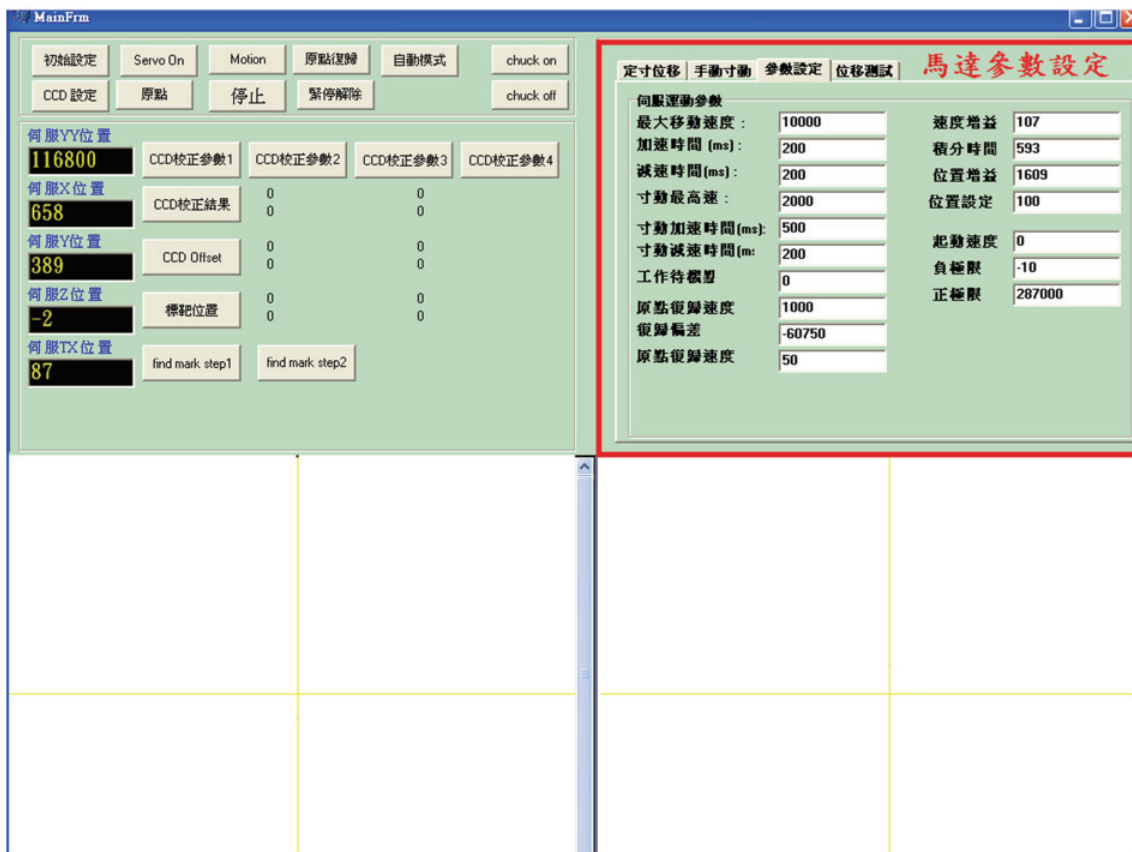 MainFrm
初始設定 Servo On Motion 原點復歸 自動模式 chuck on
CCD 設定 原點 停止 緊停解除 chuck off
伺服YY位置
116800
CCD校正參數1 CCD校正參數2 CCD校正參數3 CCD校正參數4
伺服X位置
658
CCD校正結果
0 0
0 0
伺服Y位置
389
CCD Offset
0 0
0 0
伺服Z位置
-2
標靶位置
0 0
0 0
伺服TX位置
87
find mark step1 find mark step2
馬達參數設定
定寸位移 手動寸動 參數設定 位移測試
伺服運動參數
最大移動速度: 10000
加速時間 (ms): 200
減速時間(ms): 200
寸動最高速: 2000
寸動加速時間(ms): 500
寸動減速時間(m: 200
工作待機 0
原點復歸速度 1000
復歸偏差 -60750
原點復歸速度 50
速度增益 107
積分時間 593
位置增益 1609
位置設定 100
起動速度 0
負極限 -10
正極限 287000